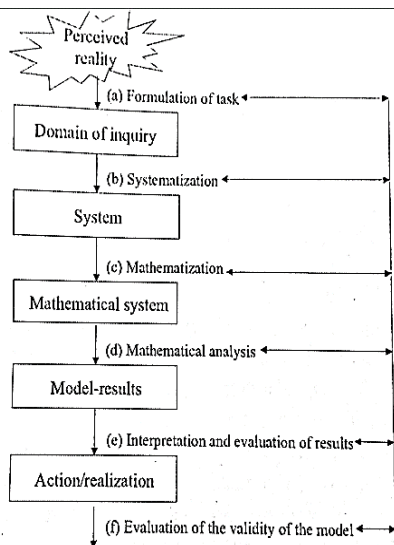 Perceived
reality
(a) Formulation of task
Domain of inquiry
(b) Systematization
System
(c) Mathematization
Mathematical system
(d) Mathematical analysis
Model-results
(e) Interpretation and evaluation of results
Action/realization
(f) Evaluation of the validity of the model